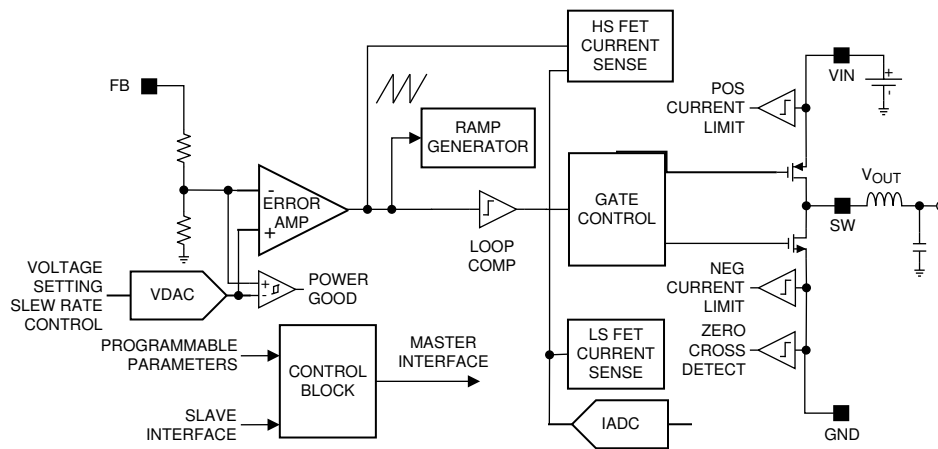 HS FET
CURRENT
SENSE
FB
VIN
+
-
POS
CURRENT
LIMIT
RAMP
GENERATOR
-
ERROR
AMP
+
GATE
CONTROL
VOUT
SW
LOOP
COMP
VOLTAGE
SETTING
SLEW RATE
CONTROL
VDAC
+
-
POWER
GOOD
NEG
CURRENT
LIMIT
PROGRAMMABLE
PARAMETERS
MASTER
INTERFACE
CONTROL
BLOCK
LS FET
CURRENT
SENSE
ZERO
CROSS
DETECT
SLAVE
INTERFACE
IADC
GND